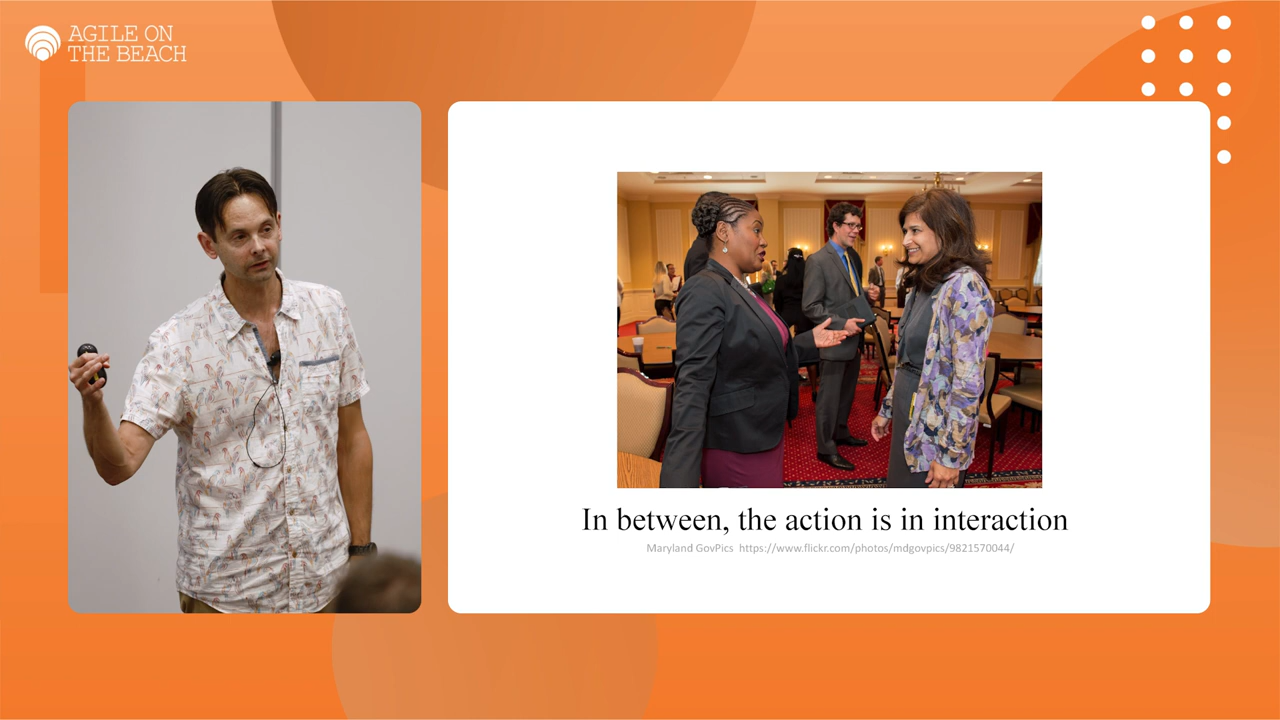 AGILE ON
THE BEACH
In between, the action is in interaction
Maryland GovPics https://www.flickr.com/photos/mdgovpics/9821570044/